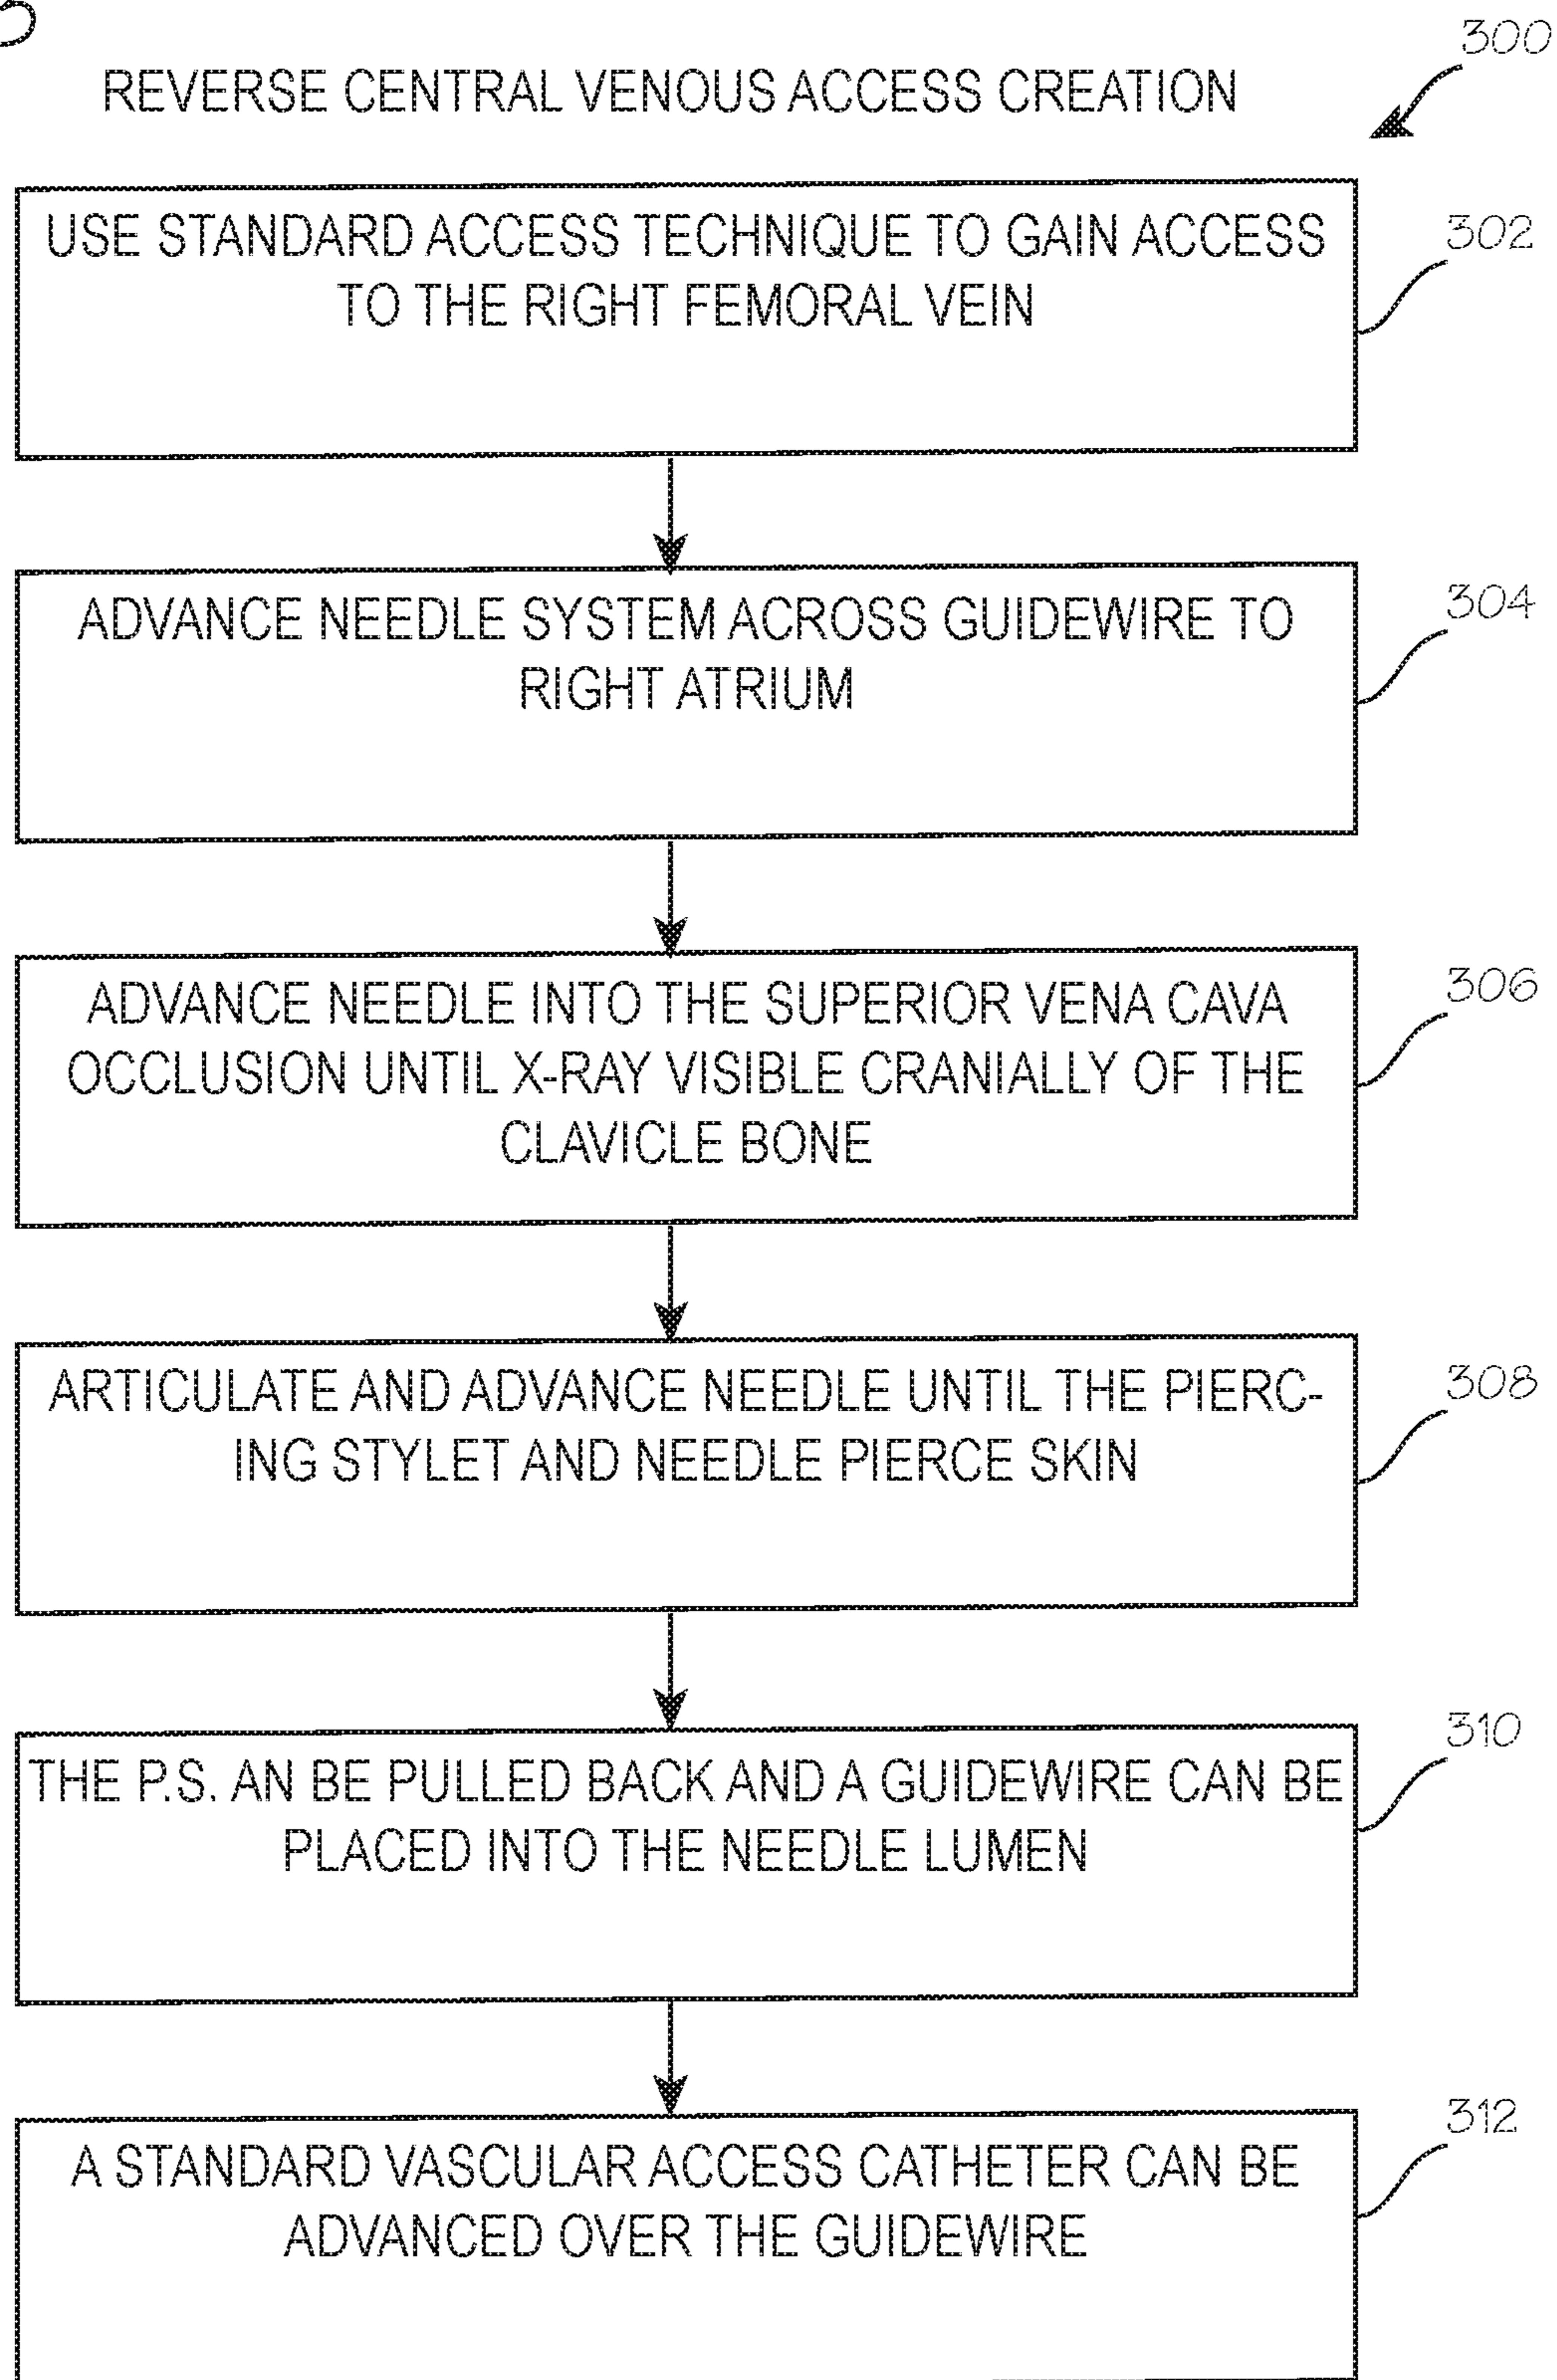 300
REVERSE CENTRAL VENOUS ACCESS CREATION
USE STANDARD ACCESS TECHNIQUE TO GAIN ACCESS
TO THE RIGHT FEMORAL VEIN
302
ADVANCE NEEDLE SYSTEM ACROSS GUIDEWIRE TO
RIGHT ATRIUM
304
ADVANCE NEEDLE INTO THE SUPERIOR VENA CAVA
OCCLUSION UNTIL X-RAY VISIBLE CRANIALLY OF THE
CLAVICLE BONE
306
ARTICULATE AND ADVANCE NEEDLE UNTIL THE PIERC-
ING STYLET AND NEEDLE PIERCE SKIN
308
THE P.S. AN BE PULLED BACK AND A GUIDEWIRE CAN BE
PLACED INTO THE NEEDLE LUMEN
310
A STANDARD VASCULAR ACCESS CATHETER CAN BE
ADVANCED OVER THE GUIDEWIRE
312